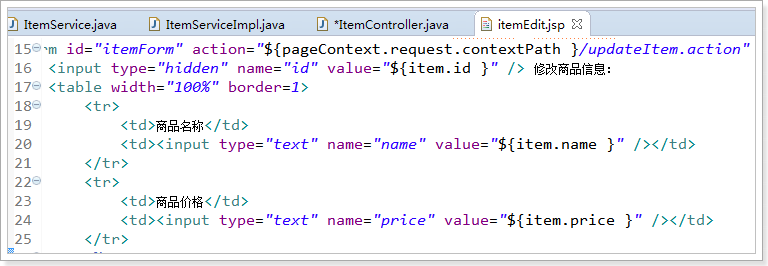 ItemService.java ItemServiceImpl.java *ItemController.java itemEdit.jsp
15 m id="itemForm" action="${pageContext.request.contextPath }/updateItem.action"
16 <input type="hidden" name="id" value="${item.id }" /> 修改商品信息：
17 <table width="100%" border=1>
18 <tr>
19 <td>商品名称</td>
20 <td><input type="text" name="name" value="${item.name }" /></td>
21 </tr>
22 <tr>
23 <td>商品价格</td>
24 <td><input type="text" name="price" value="${item.price }" /></td>
25 </tr>